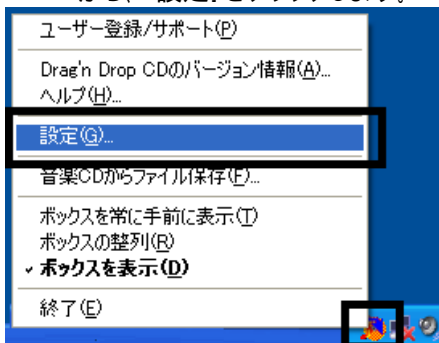 ユーザー登録/サポート(P)
Drag'n Drop CDのバージョン情報(A)...
ヘルプ(H)...
設定(G)...
音楽CDからファイル保存(F)...
ボックスを常に手前に表示(T)
ボックスの整列(R)
ボックスを表示(D)
終了(E)